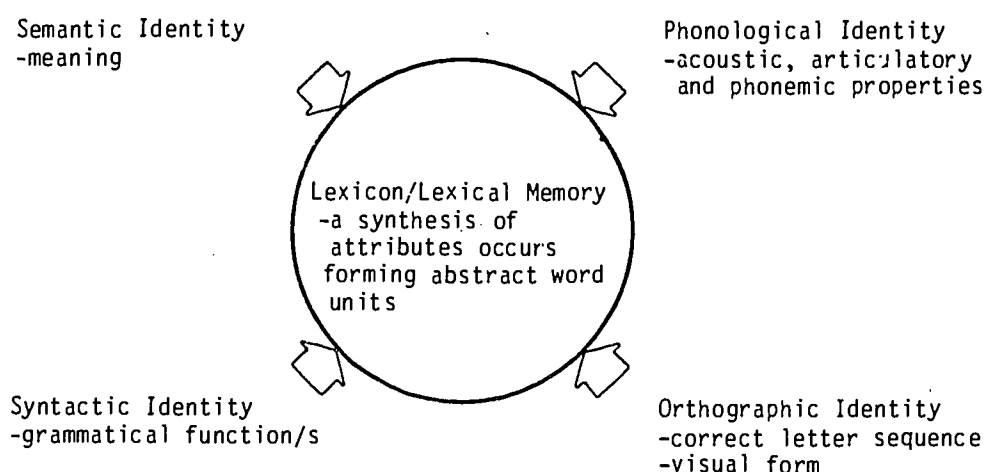 Semantic Identity
-meaning
Phonological Identity
-acoustic, articulatory
and phonemic properties
Lexicon/Lexical Memory
-a synthesis of
attributes occurs
forming abstract word
units
Syntactic Identity
-grammatical function/s
Orthographic Identity
-correct letter sequence
-visual form